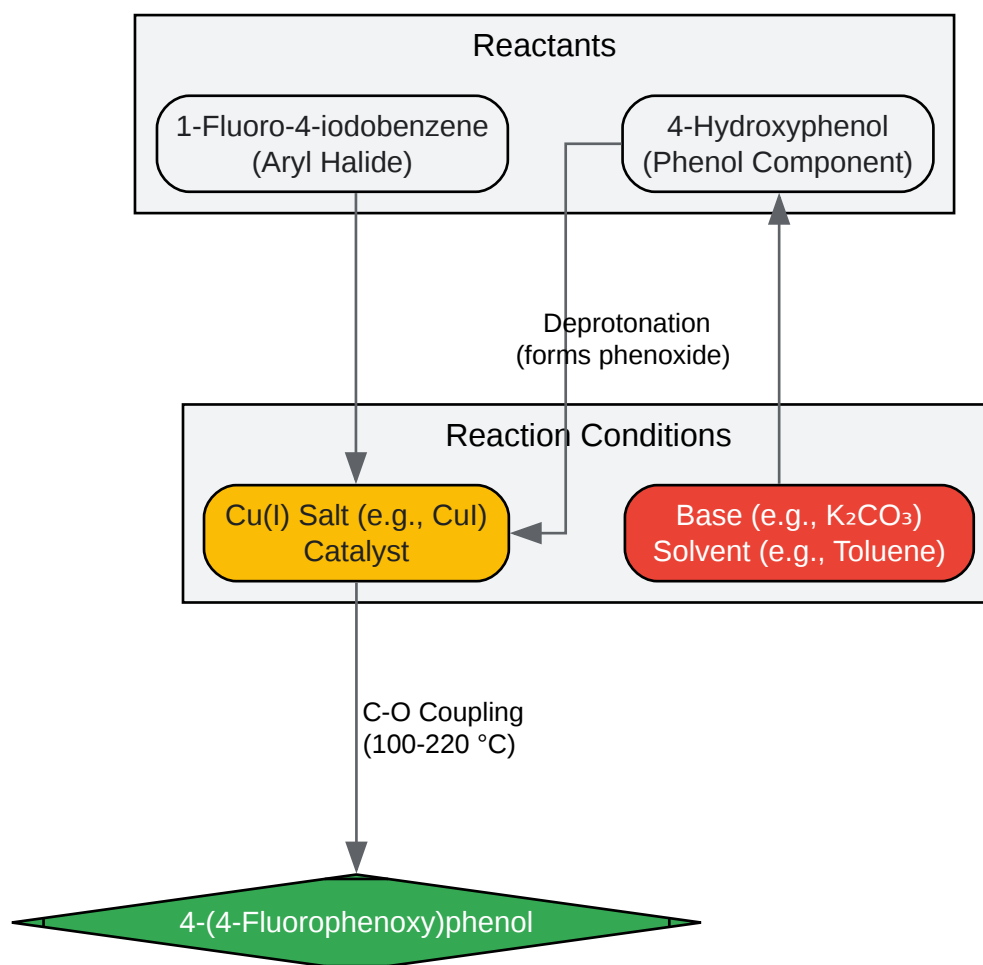 Reactants
1-Fluoro-4-iodobenzene
(Aryl Halide)
4-Hydroxyphenol
(Phenol Component)
Deprotonation
(forms phenoxide)
Reaction Conditions
Cu(I) Salt (e.g., CuI)
Catalyst
Base (e.g., K₂CO₃)
Solvent (e.g., Toluene)
C-O Coupling
(100-220 °C)
4-(4-Fluorophenoxy)phenol